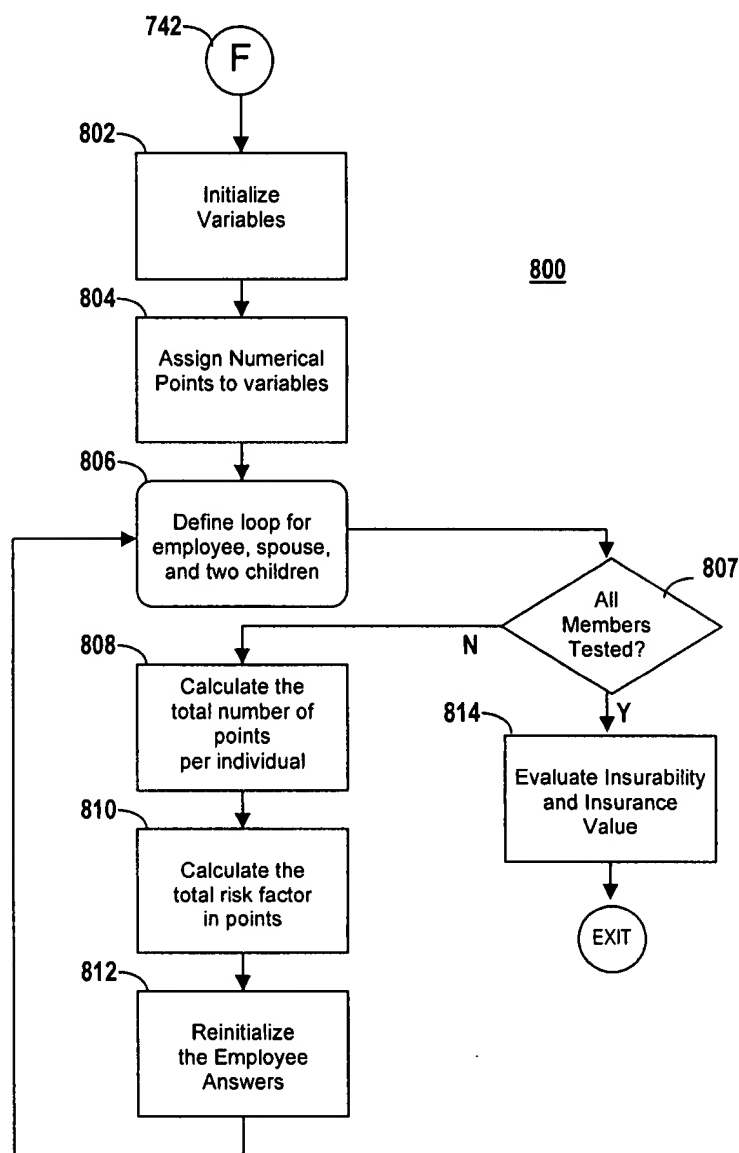 742
F
802
Initialize
Variables
800
804
Assign Numerical
Points to variables
806
Define loop for
employee, spouse,
and two children
807
All
Members
Tested?
N
Y
808
Calculate the
total number of
points
per individual
814
Evaluate Insurability
and Insurance
Value
810
Calculate the
total risk factor
in points
EXIT
812
Reinitialize
the Employee
Answers